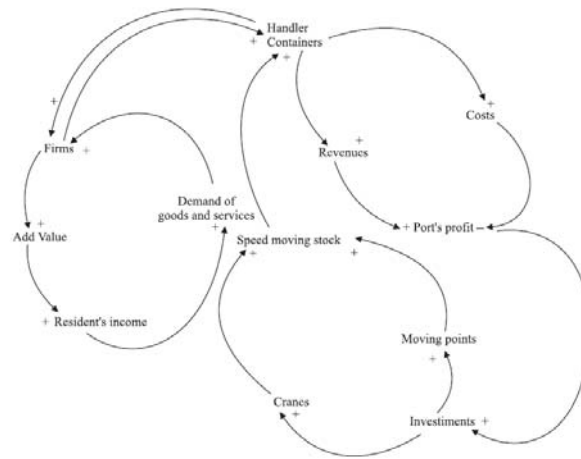 Handler
Containers
+
+
+
Costs
+
Firms
+
Revenues
+
Demand of
goods and services
+
Add Value
+
+ Port's profit –
Speed moving stock
+
+
+ Resident's income
Moving points
+
Cranes
+
Investiments +